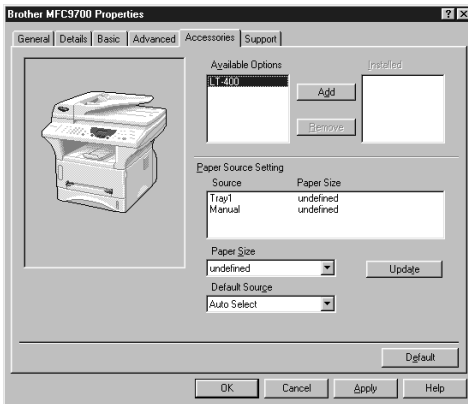 Brother MFC9700 Properties
General Details Basic Advanced Accessories Support
Available Options
Installed
LT-400
Add
Remove
Paper Source Setting
Source Paper Size
Tray1 undefined
Manual undefined
Paper Size
undefined
Update
Default Source
Auto Select
Default
OK Cancel Apply Help